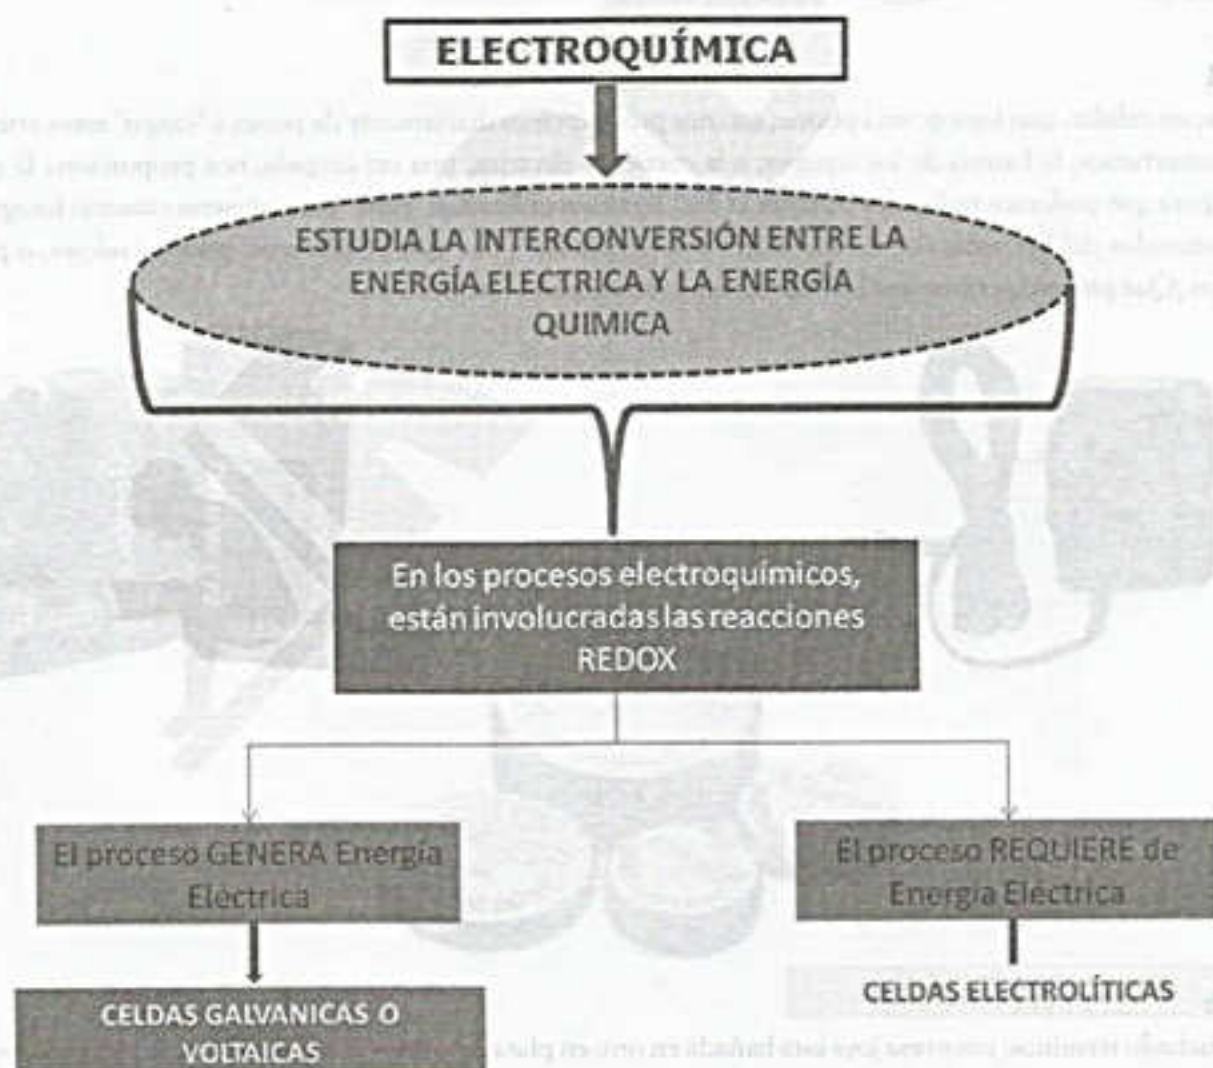 ELECTROQUÍMICA
ESTUDIA LA INTERCONVERSIÓN ENTRE LA
ENERGÍA ELECTRICA Y LA ENERGÍA
QUIMICA
En los procesos electroquímicos,
están involucradas las reacciones
REDOX
El proceso GENERA Energía
Eléctrica
El proceso REQUIERE de
Energía Eléctrica
CELDAS GALVANICAS O
VOLTAICAS
CELDAS ELECTROLÍTICAS